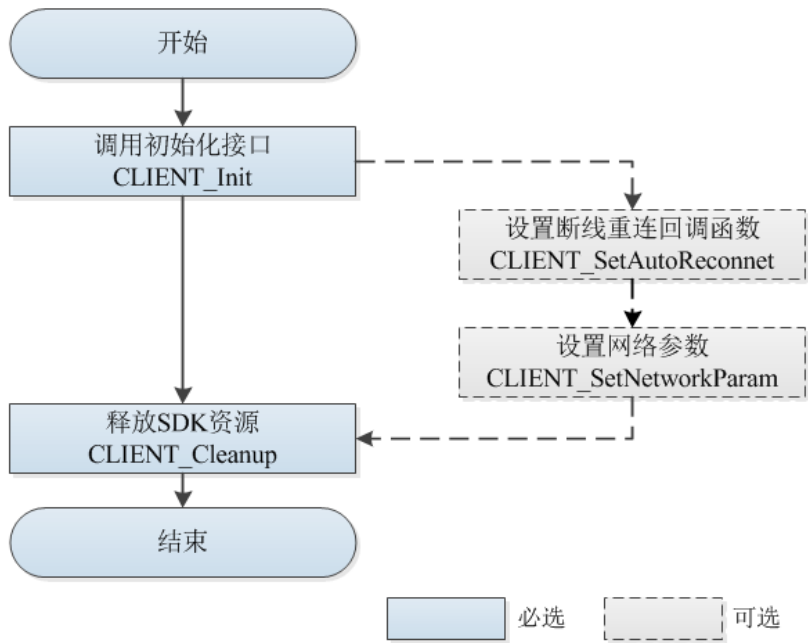 开始
调用初始化接口
CLIENT_Init
设置断线重连回调函数
CLIENT_SetAutoReconnet
设置网络参数
CLIENT_SetNetworkParam
释放SDK资源
CLIENT_Cleanup
结束
必选
可选